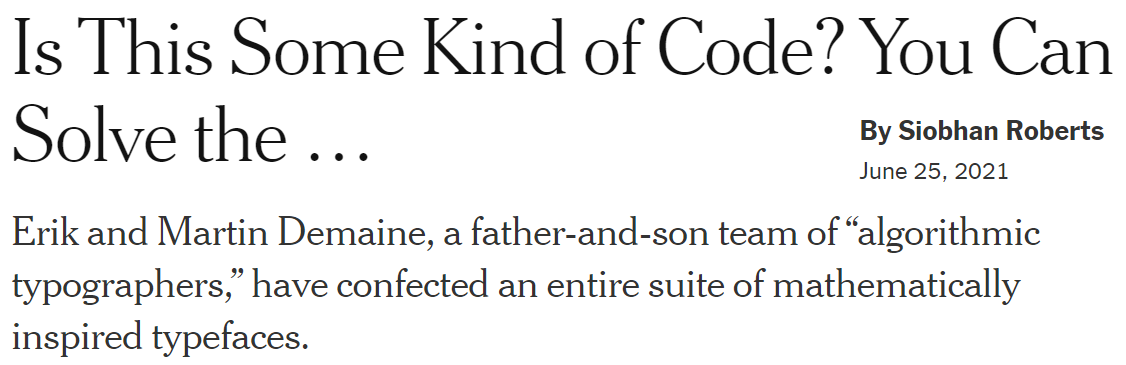 Is This Some Kind of Code? You Can
Solve the …
By Siobhan Roberts
June 25, 2021
Erik and Martin Demaine, a father-and-son team of “algorithmic
typographers,” have confected an entire suite of mathematically
inspired typefaces.